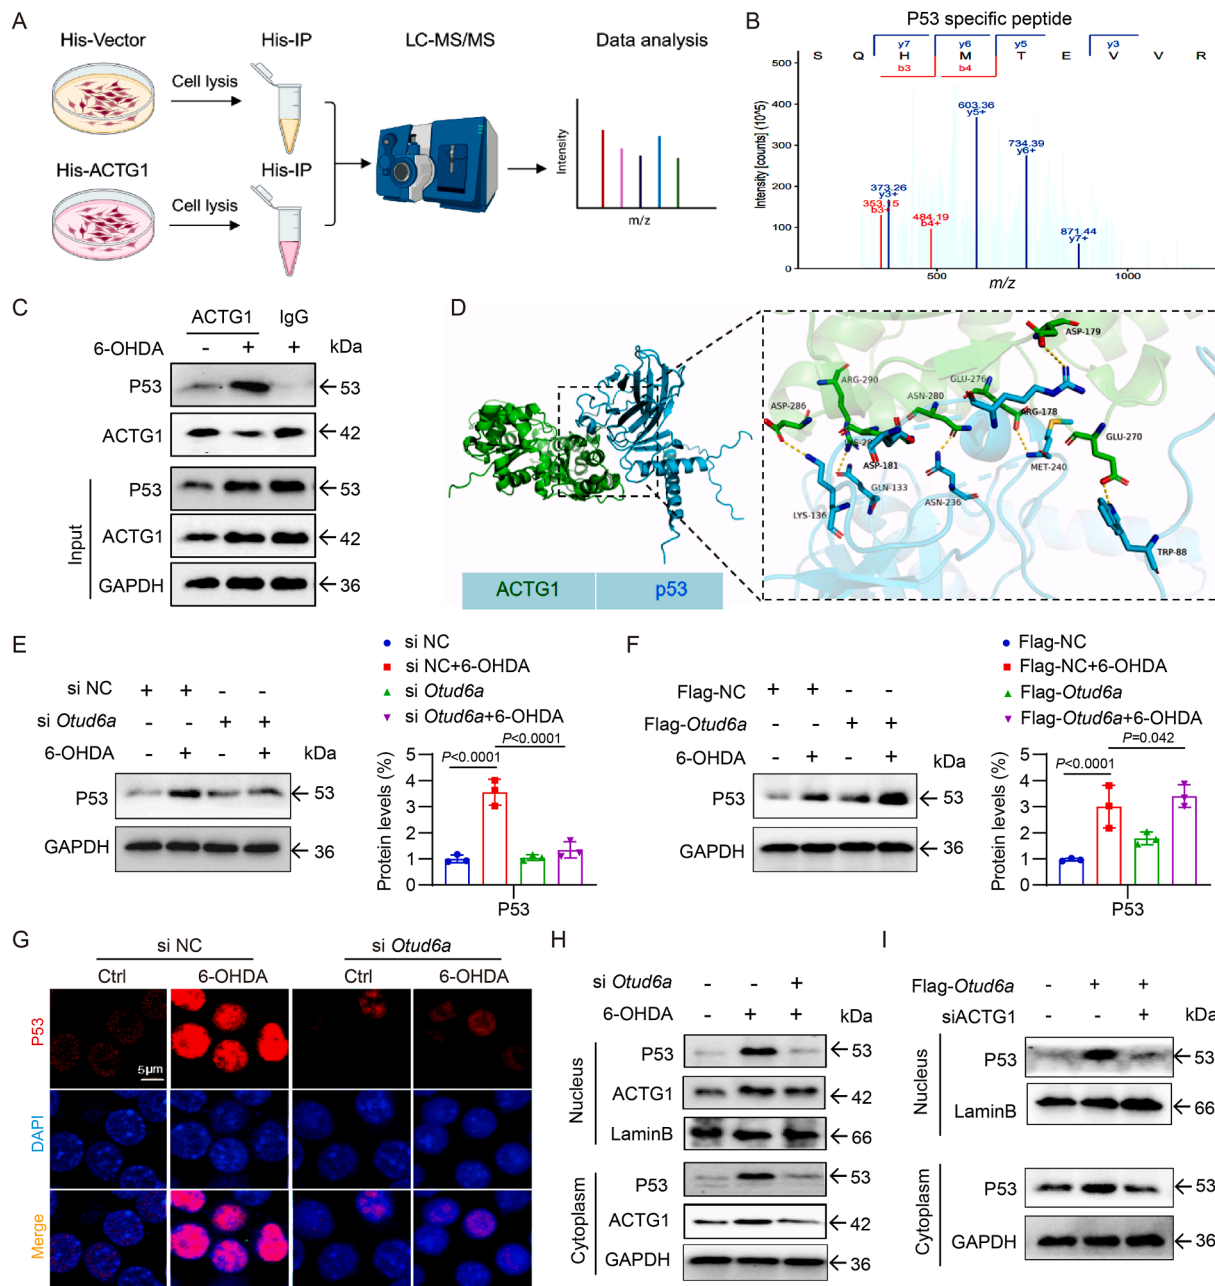 A
His-Vector
His-IP
LC-MS/MS
Data analysis
Cell lysis
His-ACTG1
His-IP
Cell lysis
Intensity
m/z
B
P53 specific peptide
y7 y6 y5 y3
S Q H M T E V V R
b3 b4
500
400
300
200
100
0
Intensity [counts] (10^5)
603.36
y5+
734.39
y6+
373.26
y3+
353.15
b3+
484.19
b4+
871.44
y7+
500 1000
m/z
C
ACTG1 IgG
6-OHDA - + + kDa
P53 ←53
ACTG1 ←42
Input
P53 ←53
ACTG1 ←42
GAPDH ←36
D
ACTG1 p53
ASP-179
ARG-290
GLU-276
ASP-286
ASN-280
ARG-178
GLU-270
ASP-181
MET-240
GLN-133
ASN-236
LYS-136
TRP-88
E
si NC + + - -
si Otud6a - - + +
6-OHDA - + - + kDa
P53 ←53
GAPDH ←36
si NC
si NC+6-OHDA
si Otud6a
si Otud6a+6-OHDA
P<0.0001
P<0.0001
Protein levels (%)
5
4
3
2
1
0
P53
F
Flag-NC + + - -
Flag-Otud6a - - + +
6-OHDA - + - + kDa
P53 ←53
GAPDH ←36
Flag-NC
Flag-NC+6-OHDA
Flag-Otud6a
Flag-Otud6a+6-OHDA
P=0.042
P<0.0001
Protein levels (%)
5
4
3
2
1
0
P53
G
si NC si Otud6a
Ctrl 6-OHDA Ctrl 6-OHDA
P53
5μm
DAPI
Merge
H
si Otud6a - - +
6-OHDA - + + kDa
Nucleus
P53 ←53
ACTG1 ←42
LaminB ←66
Cytoplasm
P53 ←53
ACTG1 ←42
GAPDH ←36
I
Flag-Otud6a - + +
siACTG1 - - + kDa
Nucleus
P53 ←53
LaminB ←66
Cytoplasm
P53 ←53
GAPDH ←36